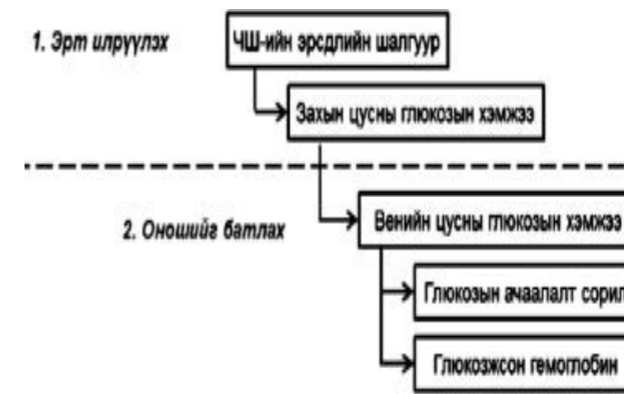 1. Эрт илрүүлэх
ЧШ-ийн эрсдлийн шалгуур
Захын цусны глюкозын хэмжээ
2. Оношийг батлах
Венийн цусны глюкозын хэмжээ
Глюкозын ачаалалт сорил
Глюкозжсон гемоглобин